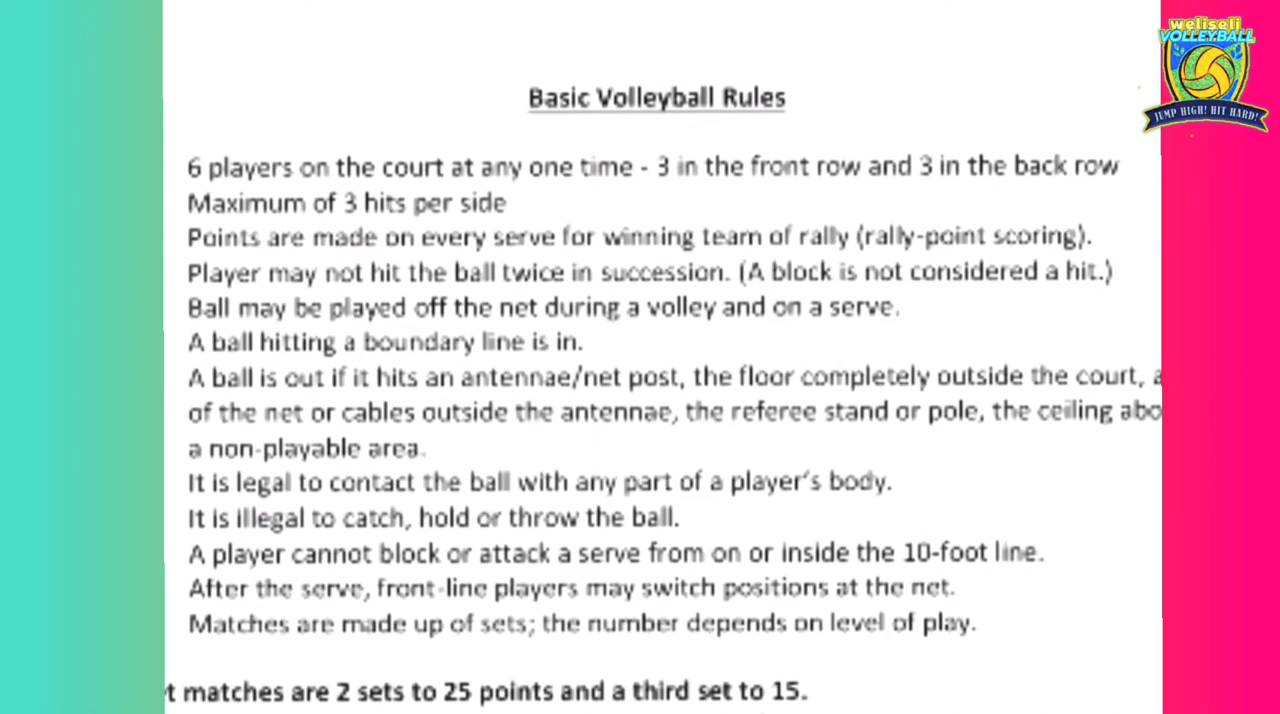 weliseli
VOLLEYBALL
JUMP HIGH! HIT HARD!
Basic Volleyball Rules
6 players on the court at any one time - 3 in the front row and 3 in the back row
Maximum of 3 hits per side
Points are made on every serve for winning team of rally (rally-point scoring).
Player may not hit the ball twice in succession. (A block is not considered a hit.)
Ball may be played off the net during a volley and on a serve.
A ball hitting a boundary line is in.
A ball is out if it hits an antennae/net post, the floor completely outside the court,
of the net or cables outside the antennae, the referee stand or pole, the ceiling
a non-playable area.
It is legal to contact the ball with any part of a player's body.
It is illegal to catch, hold or throw the ball.
A player cannot block or attack a serve from on or inside the 10-foot line.
After the serve, front-line players may switch positions at the net.
Matches are made up of sets; the number depends on level of play.
matches are 2 sets to 25 points and a third set to 15.